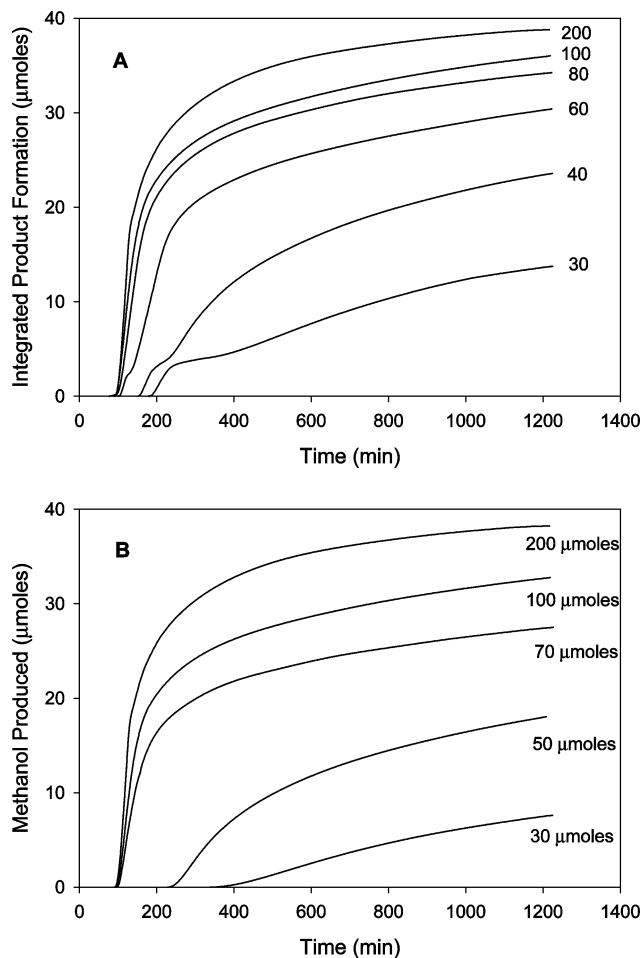 A
Integrated Product Formation (μmoles)
40
30
20
10
0
200
100
80
60
40
30
0 200 400 600 800 1000 1200 1400
Time (min)
B
Methanol Produced (μmoles)
40
30
20
10
0
200 μmoles
100 μmoles
70 μmoles
50 μmoles
30 μmoles
0 200 400 600 800 1000 1200 1400
Time (min)